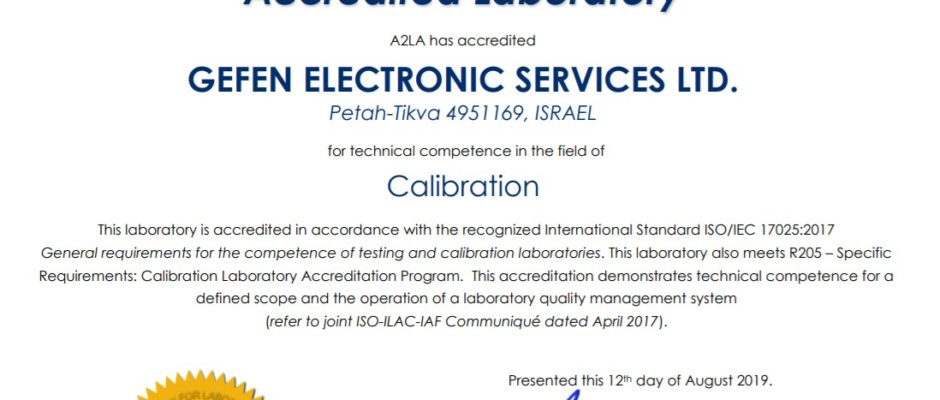 Accredited Laboratory
A2LA has accredited
GEFEN ELECTRONIC SERVICES LTD.
Petah-Tikva 4951169, ISRAEL
for technical competence in the field of
Calibration
This laboratory is accredited in accordance with the recognized International Standard ISO/IEC 17025:2017
General requirements for the competence of testing and calibration laboratories. This laboratory also meets R205 – Specific
Requirements: Calibration Laboratory Accreditation Program. This accreditation demonstrates technical competence for a
defined scope and the operation of a laboratory quality management system
(refer to joint ISO-ILAC-IAF Communiqué dated April 2017).
Presented this 12th day of August 2019.
FOR LABOR